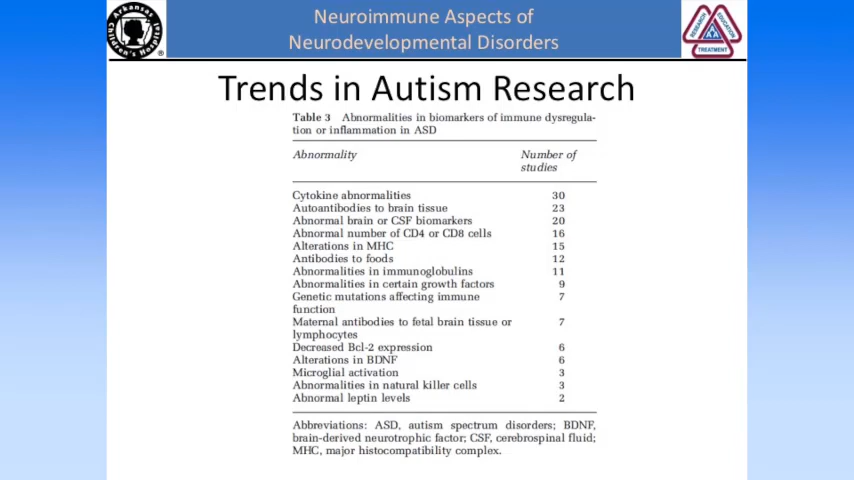 Neuroimmune Aspects of
Neurodevelopmental Disorders
Arkansas
Children's Hospital
®
RESEARCH
EDUCATION
TREATMENT
Trends in Autism Research
Table 3 Abnormalities in biomarkers of immune dysregula-
tion or inflammation in ASD
Abnormality Number of
studies
Cytokine abnormalities 30
Autoantibodies to brain tissue 23
Abnormal brain or CSF biomarkers 20
Abnormal number of CD4 or CD8 cells 16
Alterations in MHC 15
Antibodies to foods 12
Abnormalities in immunoglobulins 11
Abnormalities in certain growth factors 9
Genetic mutations affecting immune 7
function
Maternal antibodies to fetal brain tissue or 7
lymphocytes
Decreased Bcl-2 expression 6
Alterations in BDNF 6
Microglial activation 3
Abnormalities in natural killer cells 3
Abnormal leptin levels 2
Abbreviations: ASD, autism spectrum disorders; BDNF,
brain-derived neurotrophic factor; CSF, cerebrospinal fluid;
MHC, major histocompatibility complex.